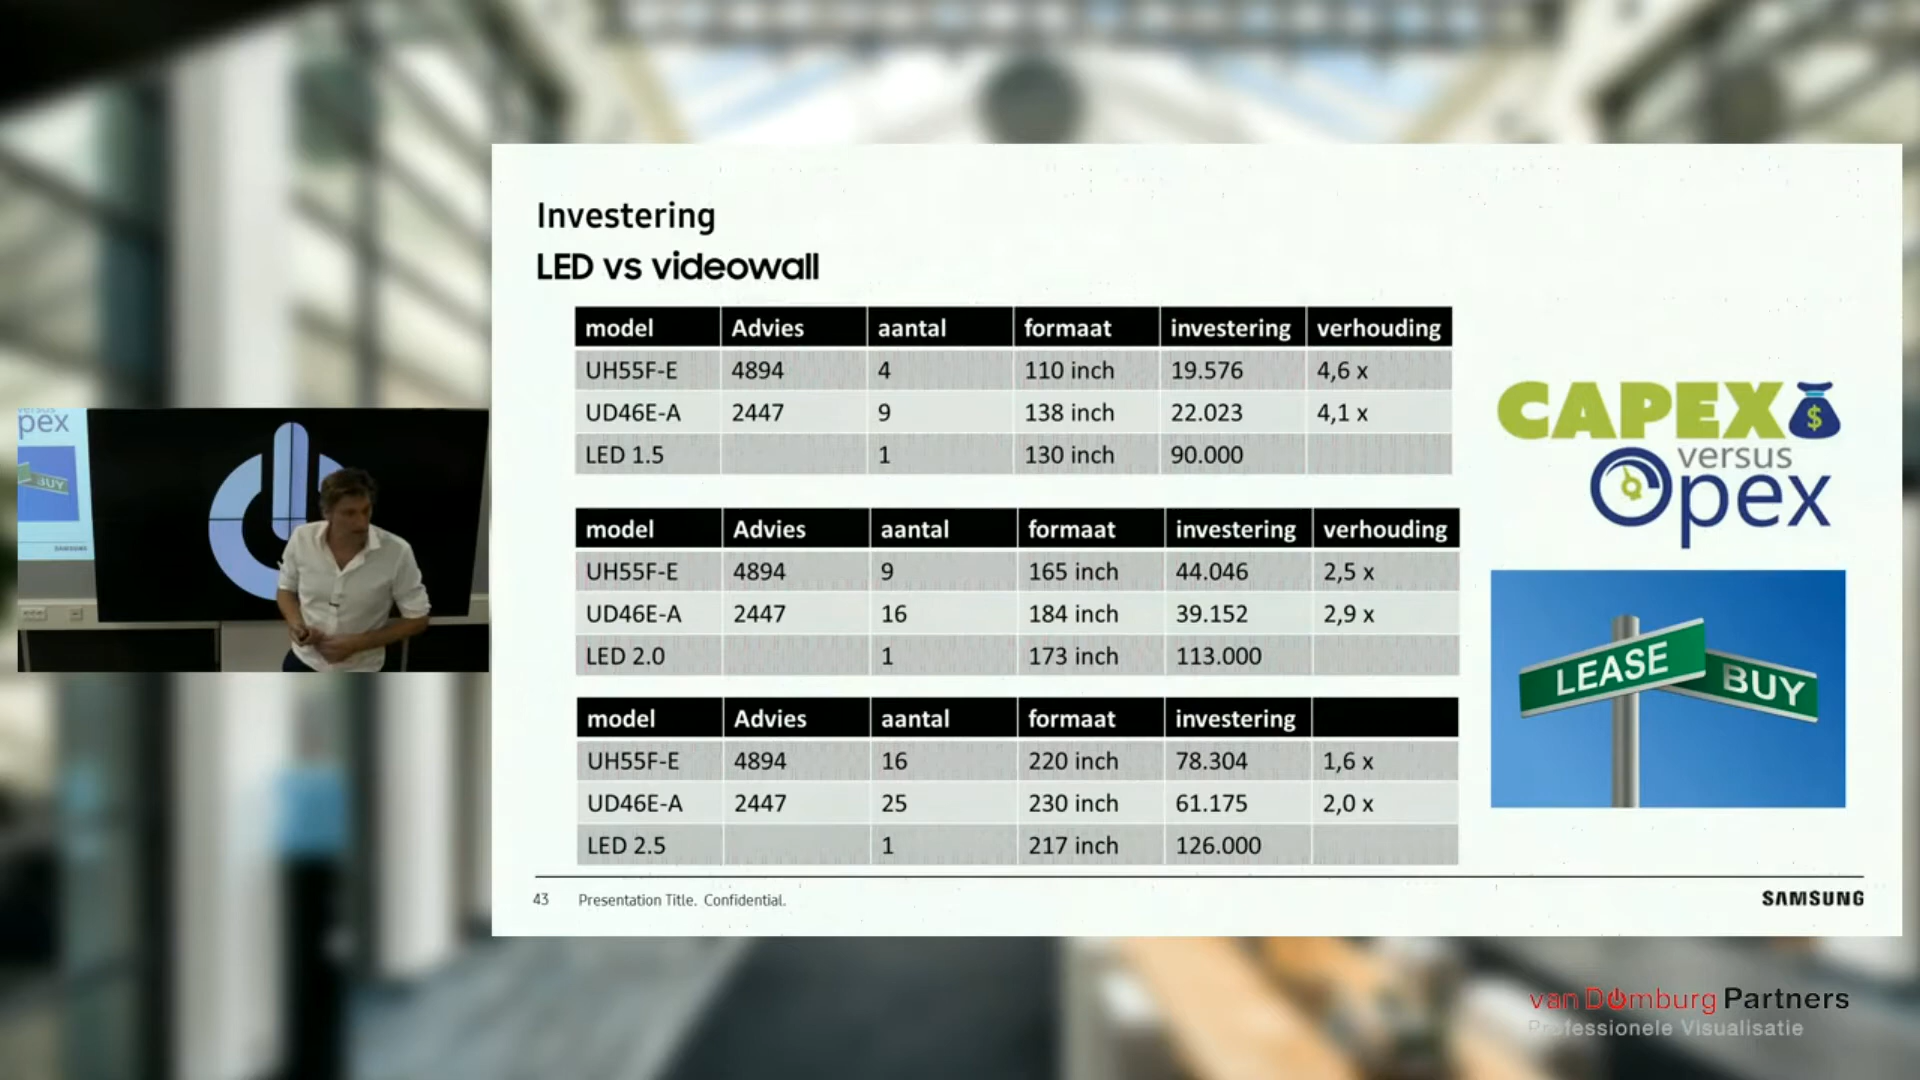 Investering
LED vs videowall
model Advies aantal formaat investering verhouding
UH55F-E 4894 4 110 inch 19.576 4,6 x
UD46E-A 2447 9 138 inch 22.023 4,1 x
LED 1.5 1 130 inch 90.000
model Advies aantal formaat investering verhouding
UH55F-E 4894 9 165 inch 44.046 2,5 x
UD46E-A 2447 16 184 inch 39.152 2,9 x
LED 2.0 1 173 inch 113.000
model Advies aantal formaat investering
UH55F-E 4894 16 220 inch 78.304 1,6 x
UD46E-A 2447 25 230 inch 61.175 2,0 x
LED 2.5 1 217 inch 126.000
CAPEX $
versus
Opex
LEASE
BUY
43 Presentation Title. Confidential.
SAMSUNG
versus
pex
BUY
SAMSUNG
van Domburg Partners
Professionele Visualisatie